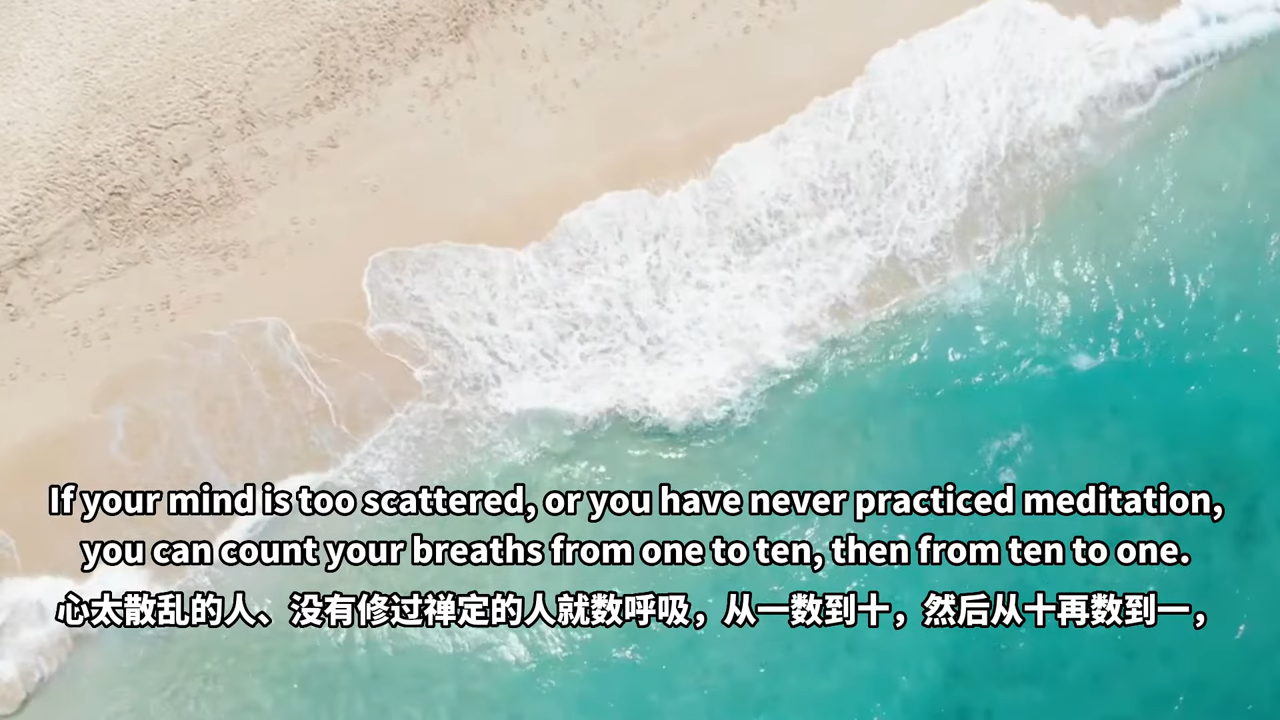 If your mind is too scattered, or you have never practiced meditation,
you can count your breaths from one to ten, then from ten to one.
心太散乱的人、没有修过禅定的人就数呼吸，从一数到十，然后从十再数到一，